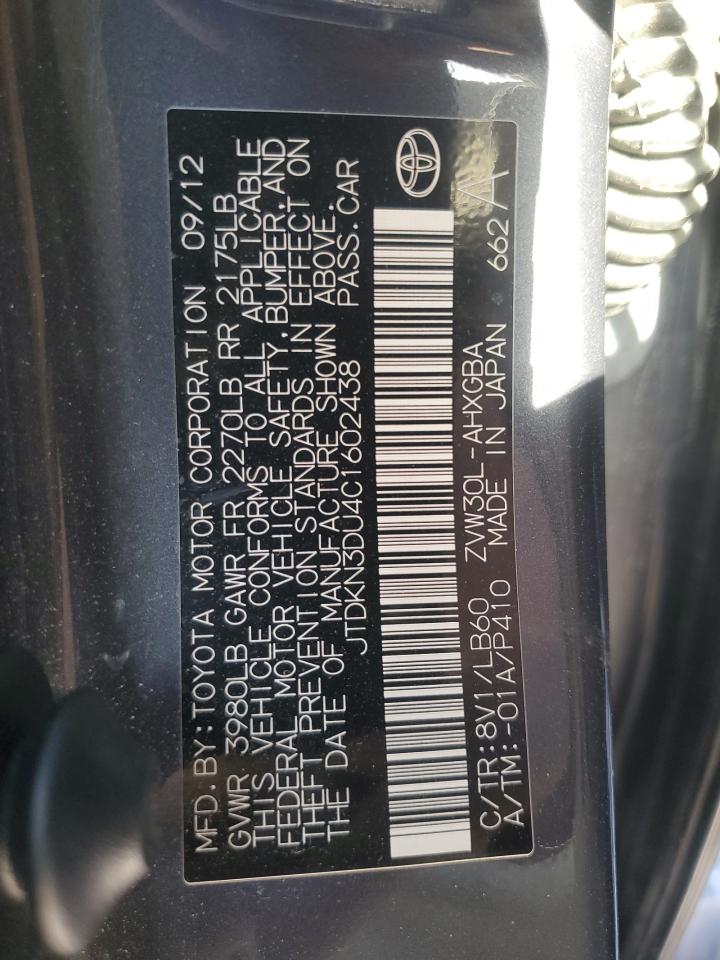 MFD.BY:TOYOTA MOTOR CORPORATION 09/12
GVWR 3980LB GAWR FR 2270LB RR 2175LB
THIS VEHICLE CONFORMS TO ALL APPLICABLE
FEDERAL MOTOR VEHICLE SAFETY,BUMPER,AND
THEFT PREVENTION STANDARDS IN EFFECT ON
THE DATE OF MANUFACTURE SHOWN ABOVE.
JTDKN3DU4C1602438 PASS.CAR
C/TR:8V1/LB60 ZVW30L-AHXGBA
A/TM:-01A/P410 MADE IN JAPAN 662 A